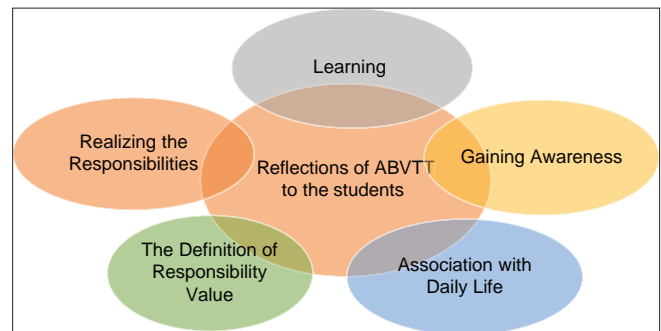 Learning
Realizing the
Responsibilities
Reflections of ABVTT
to the students
Gaining Awareness
The Definition of
Responsibility
Value
Association with
Daily Life